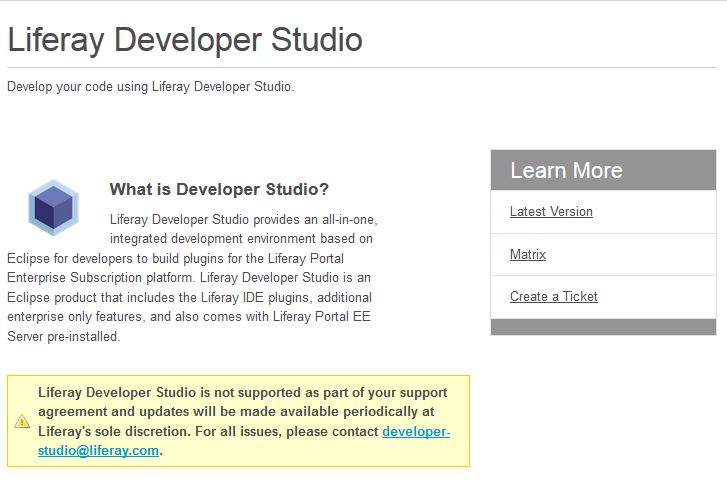 Liferay Developer Studio
Develop your code using Liferay Developer Studio.
What is Developer Studio?
Liferay Developer Studio provides an all-in-one,
integrated development environment based on
Eclipse for developers to build plugins for the Liferay Portal
Enterprise Subscription platform. Liferay Developer Studio is an
Eclipse product that includes the Liferay IDE plugins, additional
enterprise only features, and also comes with Liferay Portal EE
Server pre-installed.
Liferay Developer Studio is not supported as part of your support
agreement and updates will be made available periodically at
Liferay's sole discretion. For all issues, please contact developer-
studio@liferay.com.
Learn More
Latest Version
Matrix
Create a Ticket